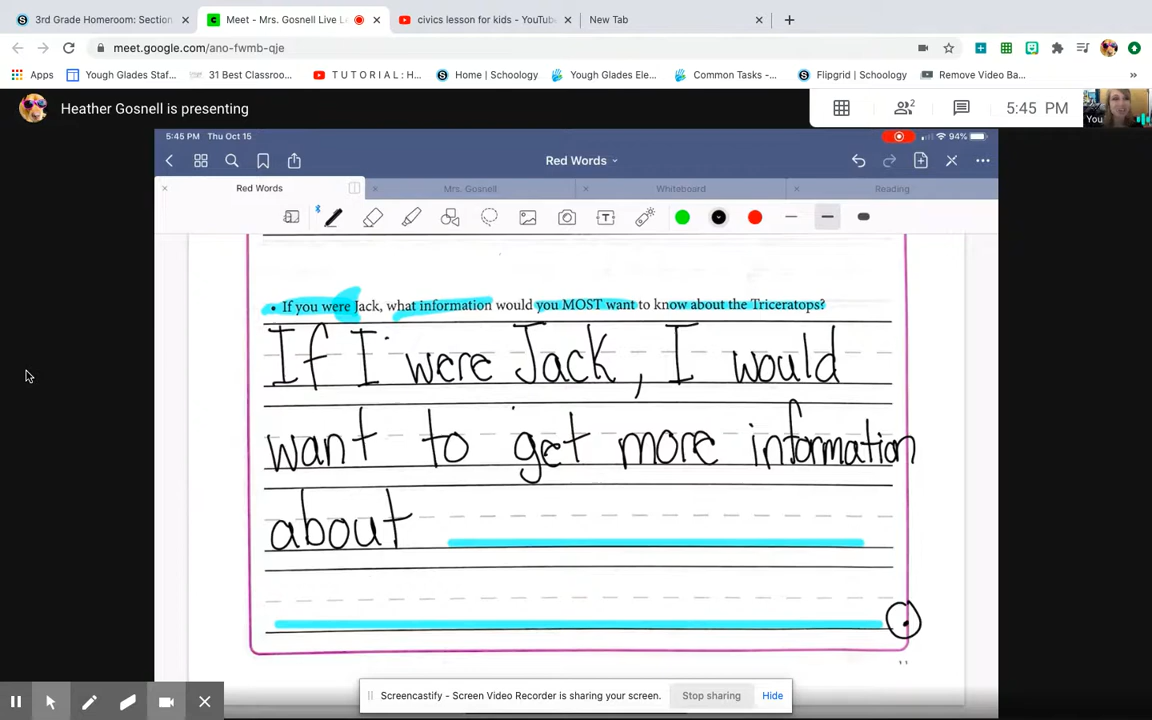 3rd Grade Homeroom: Section
Meet - Mrs. Gosnell Live L
civics lesson for kids - YouTube
New Tab
meet.google.com/ano-fwmb-qje
Apps
Yough Glades Staf...
31 Best Classroo...
T U T O R I A L : H...
Home | Schoology
Yough Glades Ele...
Common Tasks -...
Flipgrid | Schoology
Remove Video Ba...
Heather Gosnell is presenting
2
5:45 PM
You
5:45 PM Thu Oct 15
94%
Red Words
Red Words
Mrs. Gosnell
Whiteboard
Reading
• If you were Jack, what information would you MOST want to know about the Triceratops?
If I were Jack, I would
want to get more information
about
.
Screencastify - Screen Video Recorder is sharing your screen.
Stop sharing
Hide